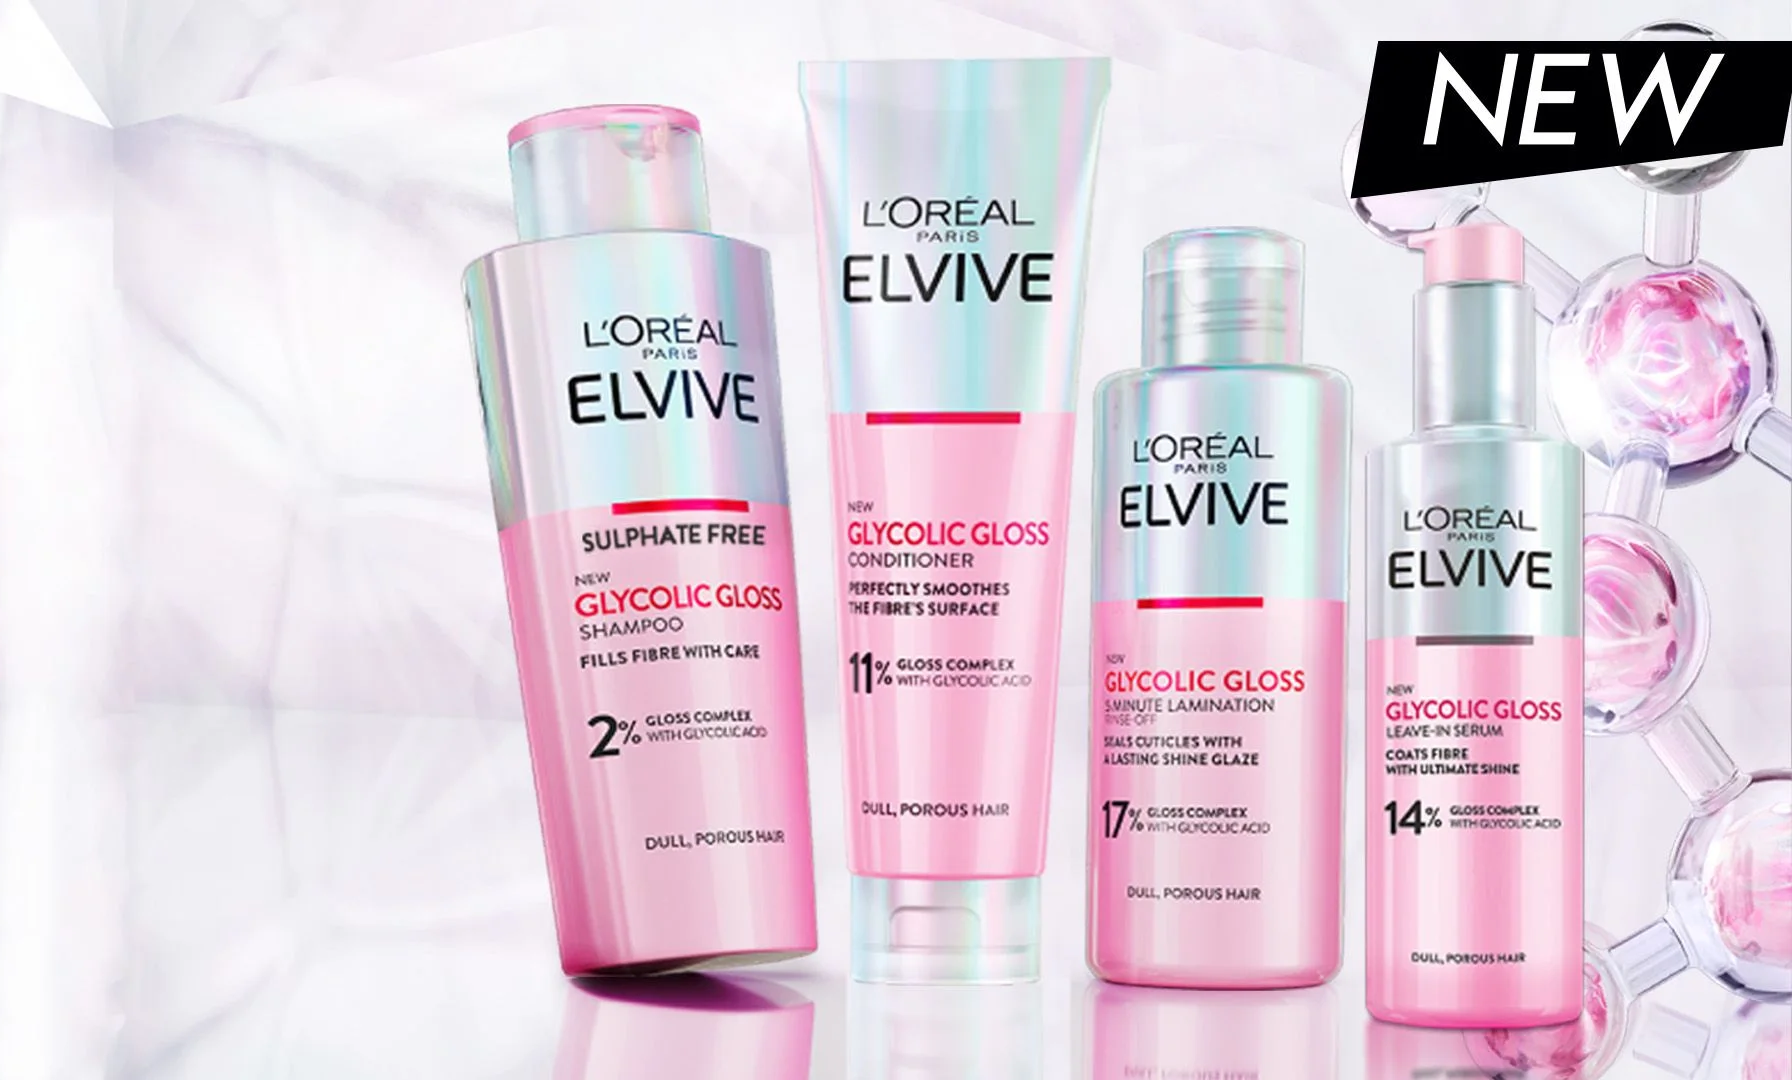 NEW
L'ORÉAL
PARIS
ELVIVE
SULPHATE FREE
NEW
GLYCOLIC GLOSS
SHAMPOO
FILLS FIBRE WITH CARE
2% GLOSS COMPLEX
WITH GLYCOLIC ACID
DULL, POROUS HAIR
L'ORÉAL
PARIS
ELVIVE
NEW
GLYCOLIC GLOSS
CONDITIONER
PERFECTLY SMOOTHES
THE FIBRE'S SURFACE
11% GLOSS COMPLEX
WITH GLYCOLIC ACID
DULL, POROUS HAIR
L'ORÉAL
PARIS
ELVIVE
NEW
GLYCOLIC GLOSS
5 MINUTE LAMINATION
RINSE-OFF
SEALS CUTICLES WITH
A LASTING SHINE GLAZE
17% GLOSS COMPLEX
WITH GLYCOLIC ACID
DULL, POROUS HAIR
L'ORÉAL
PARIS
ELVIVE
NEW
GLYCOLIC GLOSS
LEAVE-IN SERUM
COATS FIBRE
WITH ULTIMATE SHINE
14% GLOSS COMPLEX
WITH GLYCOLIC ACID
DULL, POROUS HAIR